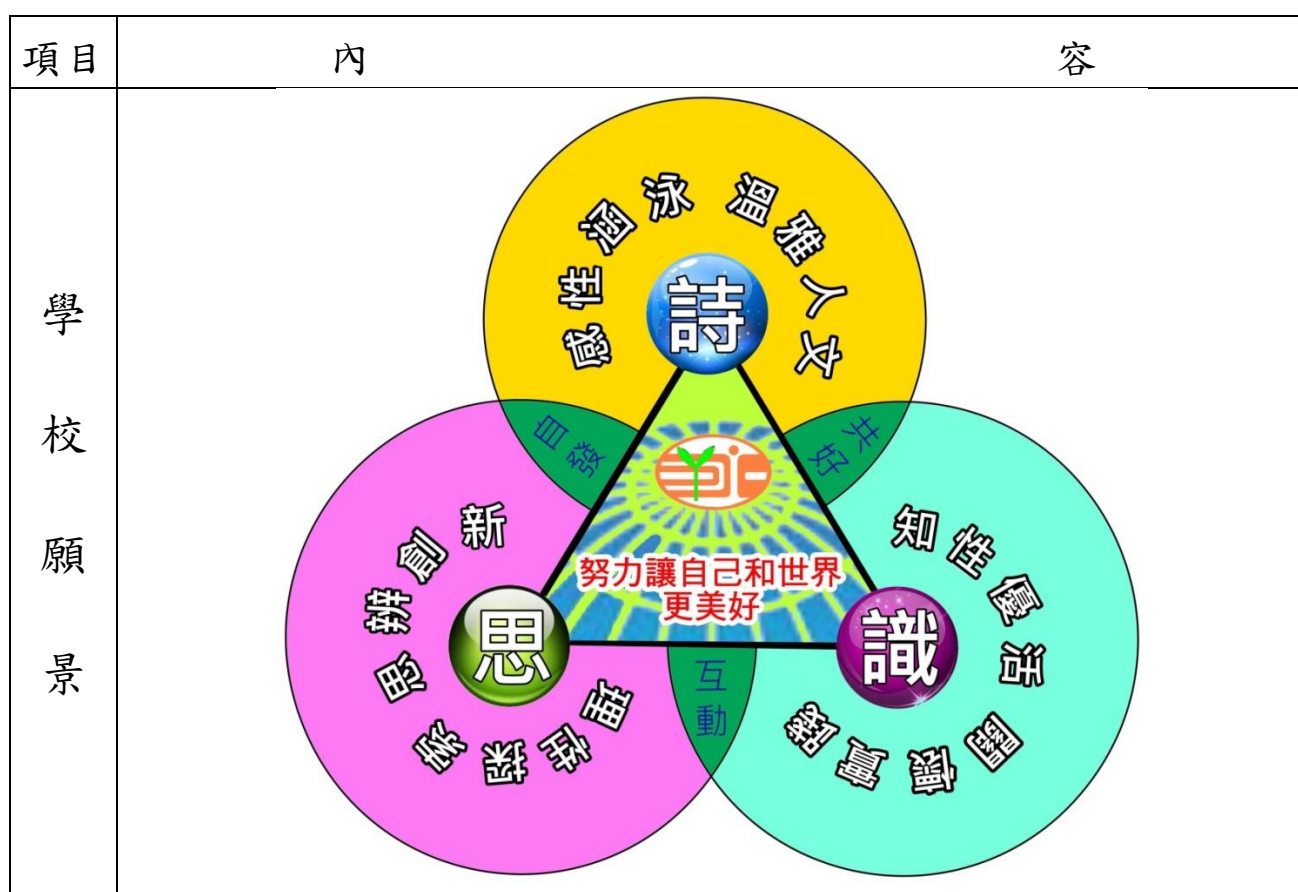 項目
內 容
學校願景
感性涵泳 溫雅人文
詩
自發
共好
努力讓自己和世界
更美好
思
理性探索 思辨創新
識
知性優活 關懷實踐
互動